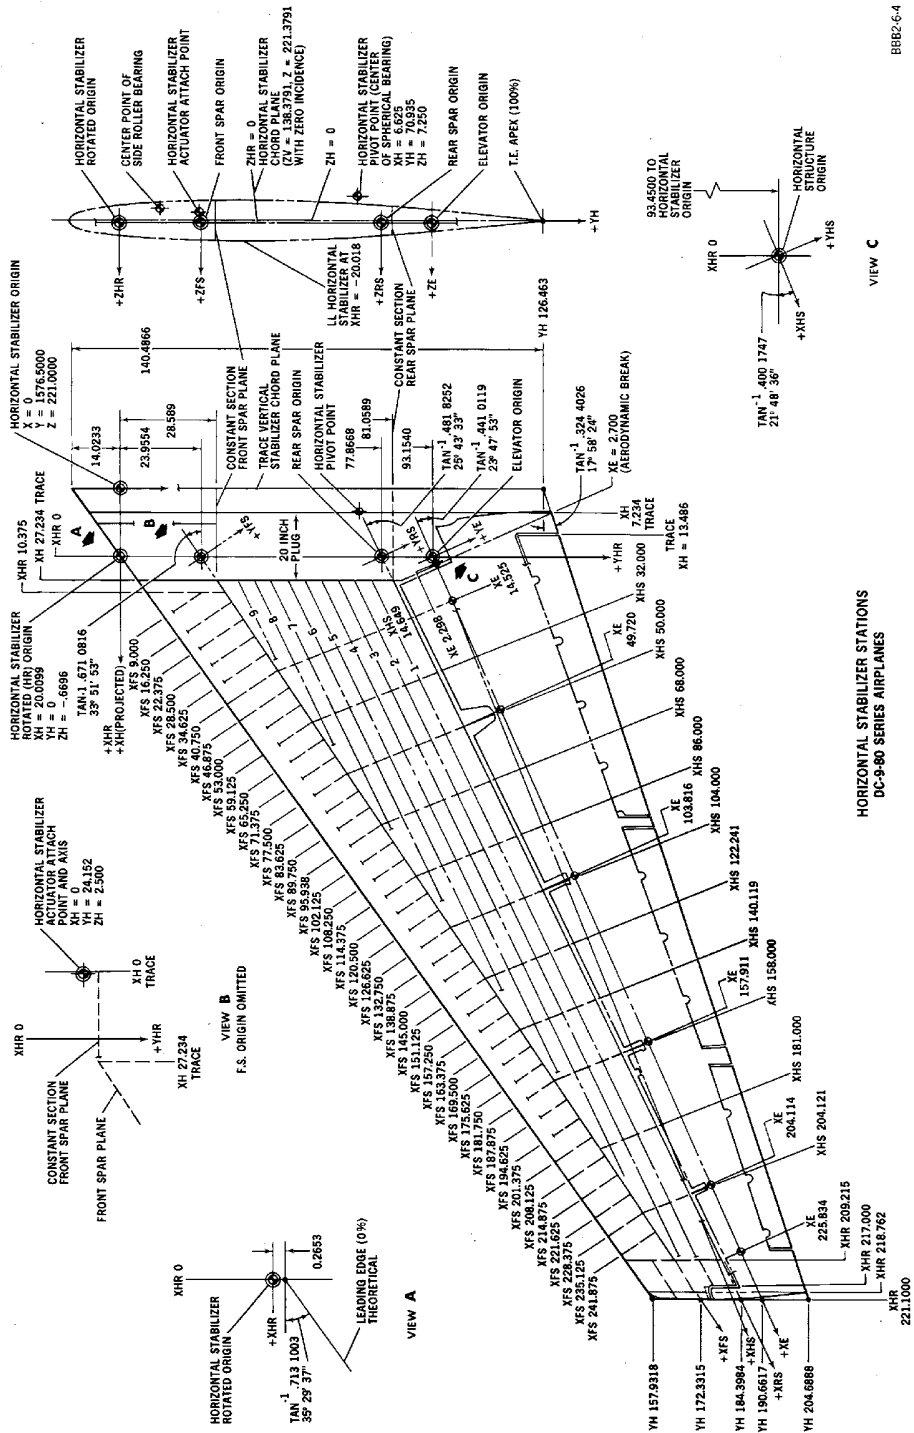 BBB2-6-4
HORIZONTAL STABILIZER
ROTATED ORIGIN
CENTER POINT OF
SIDE ROLLER BEARING
HORIZONTAL STABILIZER
ACTUATOR ATTACH POINT
FRONT SPAR ORIGIN
ZHR = 0
HORIZONTAL STABILIZER
CHORD PLANE
(ZV = 138.3791, Z = 221.3791
WITH ZERO INCIDENCE)
ZH = 0
HORIZONTAL STABILIZER
PIVOT POINT (CENTER
OF SPHERICAL BEARING)
XH = 6.625
YH = 70.935
ZH = 7.250
REAR SPAR ORIGIN
ELEVATOR ORIGIN
T.E. APEX (100%)
+YH
+ZHR
+ZFS
+ZRS
+ZE
LL HORIZONTAL
STABILIZER AT
XHR = -20.018
CONSTANT SECTION
REAR SPAR PLANE
YH 126.463
93.4500 TO
HORIZONTAL
STABILIZER
ORIGIN
XHR 0
HORIZONTAL
STRUCTURE
ORIGIN
+YHS
+XHS
TAN-1 .400 1747
21° 48' 36"
VIEW C
HORIZONTAL STABILIZER ORIGIN
X = 0
Y = 1576.5000
Z = 221.0000
140.4866
14.0233
23.9554
28.589
CONSTANT SECTION
FRONT SPAR PLANE
TRACE VERTICAL
STABILIZER CHORD PLANE
REAR SPAR ORIGIN
HORIZONTAL STABILIZER
PIVOT POINT
77.8668
81.0589
93.1540
TAN-1 .481 8252
25° 43' 33"
TAN-1 .441 0119
23° 47' 53"
ELEVATOR ORIGIN
TAN-1 .324 4026
17° 58' 24"
XE = 2.700
(AERODYNAMIC BREAK)
XHR 10.375
XH 27.234 TRACE
XHR 0
A
B
+YFS
20 INCH
PLUG
+YRS
+YE
C
XH
7.234
TRACE
TRACE
XH = 13.486
+YHR
HORIZONTAL STABILIZER
ROTATED (HR) ORIGIN
XH = 20.0099
YH = 0
ZH = -.6696
TAN-1 .671 0816
33° 51' 53"
+XHR
+XH(PROJECTED)
XFS 9.000
XFS 16.250
XFS 22.375
XFS 28.500
XFS 34.625
XFS 40.750
XFS 46.875
XFS 53.000
XFS 59.125
XFS 65.250
XFS 71.375
XFS 77.500
XFS 83.625
XFS 89.750
XFS 95.938
XFS 102.125
XFS 108.250
XFS 114.375
XFS 120.500
XFS 126.625
XFS 132.750
XFS 138.875
XFS 145.000
XFS 151.125
XFS 157.250
XFS 163.375
XFS 169.500
XFS 175.625
XFS 181.750
XFS 187.875
XFS 194.625
XFS 201.375
XFS 208.125
XFS 214.875
XFS 221.625
XFS 228.375
XFS 235.125
XFS 241.875
9
8
7
6
5
4
3
2
1
XHS
14.649
XE 2.298
XE
14.525
XHS 32.000
XE
49.720
XHS 50.000
XHS 68.000
XHS 86.000
XHS 104.000
XE
103.816
XHS 122.241
XHS 140.119
XHS 158.000
XE
157.911
XHS 181.000
XHS 204.121
XE
204.114
XE
225.834
XHR 209.215
XHR 217.000
XHR 218.762
XHR
221.1000
YH 157.9318
YH 172.3315
YH 184.3984
YH 190.6617
YH 204.6888
+XFS
+XHS
+XRS
+XE
HORIZONTAL STABILIZER
ACTUATOR ATTACH
POINT AND AXIS
XH = 0
YH = 24.152
ZH = 2.500
XHR 0
CONSTANT SECTION
FRONT SPAR PLANE
FRONT SPAR PLANE
XH 0
TRACE
+YHR
XH 27.234
TRACE
VIEW B
F.S. ORIGIN OMITTED
HORIZONTAL STABILIZER
ROTATED ORIGIN
XHR 0
+XHR
0.2653
TAN-1 .713 1003
35° 29' 37"
LEADING EDGE (0%)
THEORETICAL
VIEW A
HORIZONTAL STABILIZER STATIONS
DC-9-80 SERIES AIRPLANES